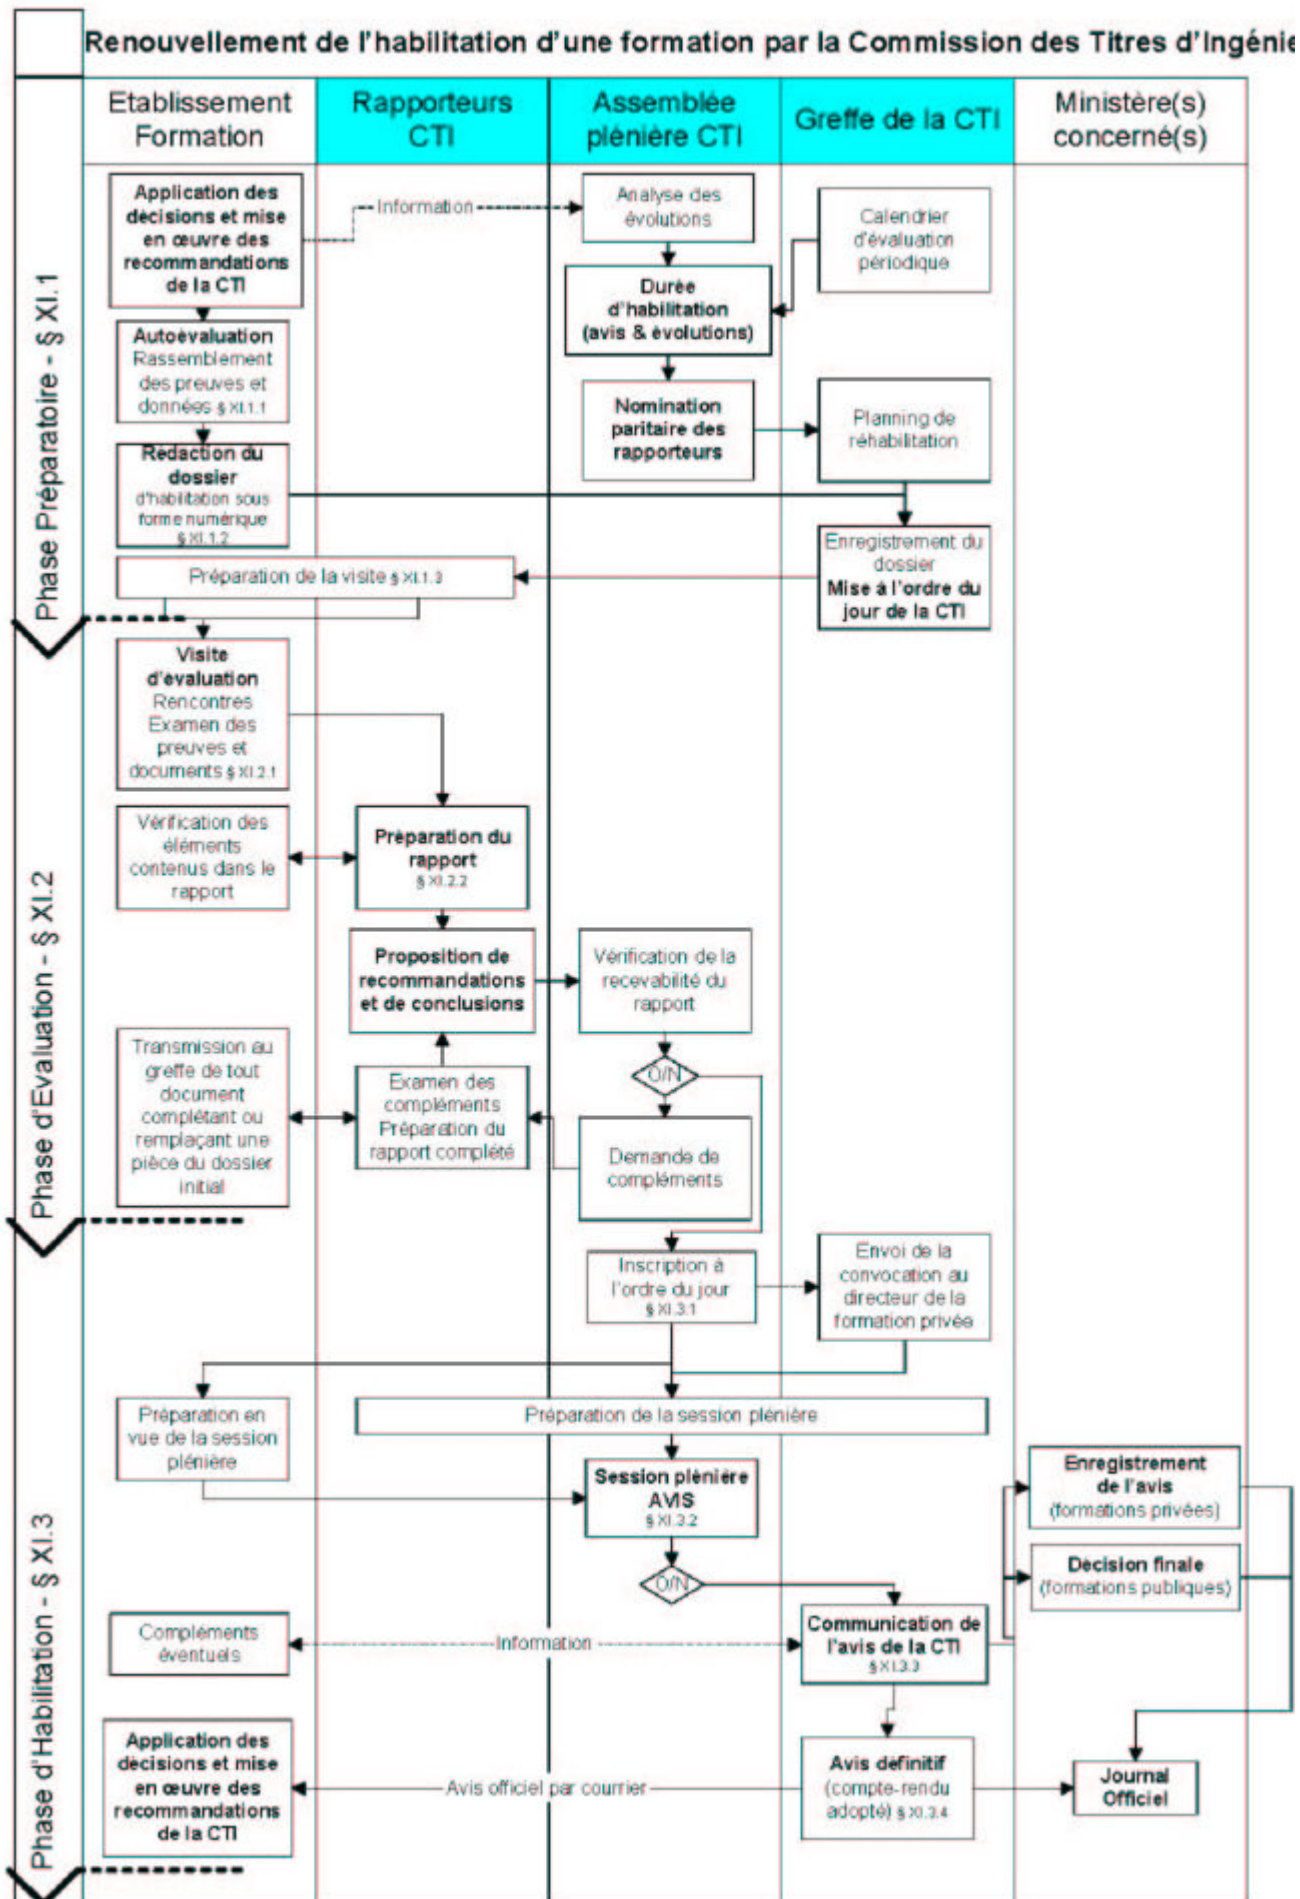 Renouvellement de l'habilitation d'une formation par la Commission des Titres d'Ingénie
Etablissement
Formation
Rapporteurs
CTI
Assemblée
plénière CTI
Greffe de la CTI
Ministère(s)
concerné(s)
Phase Préparatoire - § XI.1
Application des
décisions et mise
en œuvre des
recommandations
de la CTI
Information
Analyse des
évolutions
Calendrier
d'évaluation
périodique
Durée
d'habilitation
(avis & évolutions)
Autoévaluation
Rassemblement
des preuves et
données § XI.1.1
Nomination
paritaire des
rapporteurs
Planning de
réhabilitation
Rédaction du
dossier
d'habilitation sous
forme numérique
§ XI.1.2
Enregistrement du
dossier
Mise à l'ordre du
jour de la CTI
Préparation de la visite § XI.1.3
Phase d'Evaluation - § XI.2
Visite
d'évaluation
Rencontres
Examen des
preuves et
documents § XI.2.1
Vérification des
éléments
contenus dans le
rapport
Préparation du
rapport
§ XI.2.2
Proposition de
recommandations
et de conclusions
Vérification de la
recevabilité du
rapport
O/N
Transmission au
greffe de tout
document
complétant ou
remplaçant une
pièce du dossier
initial
Examen des
compléments
Préparation du
rapport complété
Demande de
compléments
Phase d'Habilitation - § XI.3
Inscription à
l'ordre du jour
§ XI.3.1
Envoi de la
convocation au
directeur de la
formation privée
Préparation en
vue de la session
plénière
Préparation de la session plénière
Session plénière
AVIS
§ XI.3.2
Enregistrement
de l'avis
(formations privées)
O/N
Décision finale
(formations publiques)
Compléments
éventuels
Information
Communication de
l'avis de la CTI
§ XI.3.3
Application des
décisions et mise
en œuvre des
recommandations
de la CTI
Avis officiel par courrier
Avis définitif
(compte-rendu
adopté) § XI.3.4
Journal
Officiel